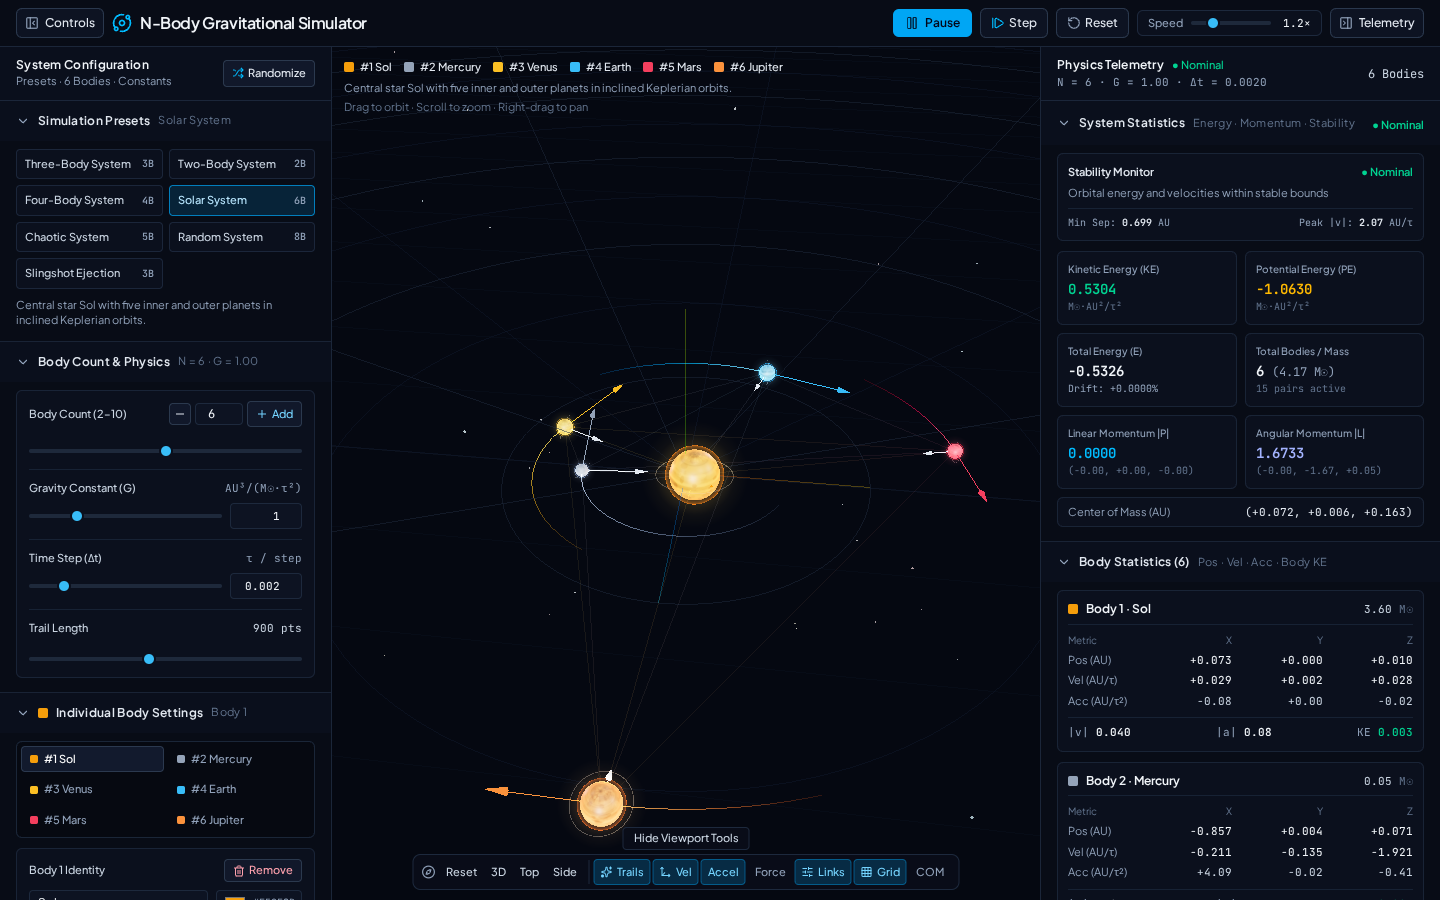 Controls
N-Body Gravitational Simulator
Pause
Step
Reset
Speed 1.2×
Telemetry
System Configuration
Presets · 6 Bodies · Constants
Randomize
Simulation Presets Solar System
Three-Body System 3B
Two-Body System 2B
Four-Body System 4B
Solar System 6B
Chaotic System 5B
Random System 8B
Slingshot Ejection 3B
Central star Sol with five inner and outer planets in
inclined Keplerian orbits.
Body Count & Physics N = 6 · G = 1.00
Body Count (2–10) − 6 + Add
Gravity Constant (G) AU³/(M☉·τ²)
1
Time Step (Δt) τ / step
0.002
Trail Length 900 pts
Individual Body Settings Body 1
#1 Sol
#2 Mercury
#3 Venus
#4 Earth
#5 Mars
#6 Jupiter
Body 1 Identity
Remove
#1 Sol #2 Mercury #3 Venus #4 Earth #5 Mars #6 Jupiter
Central star Sol with five inner and outer planets in inclined Keplerian orbits.
Drag to orbit · Scroll to zoom · Right-drag to pan
Hide Viewport Tools
Reset 3D Top Side Trails Vel Accel Force Links Grid COM
Physics Telemetry ● Nominal
N = 6 · G = 1.00 · Δt = 0.0020
6 Bodies
System Statistics Energy · Momentum · Stability ● Nominal
Stability Monitor ● Nominal
Orbital energy and velocities within stable bounds
Min Sep: 0.699 AU Peak |v|: 2.07 AU/τ
Kinetic Energy (KE)
0.5304
M☉·AU²/τ²
Potential Energy (PE)
-1.0630
M☉·AU²/τ²
Total Energy (E)
-0.5326
Drift: +0.0000%
Total Bodies / Mass
6 (4.17 M☉)
15 pairs active
Linear Momentum |P|
0.0000
(-0.00, +0.00, -0.00)
Angular Momentum |L|
1.6733
(-0.00, -1.67, +0.05)
Center of Mass (AU) (+0.072, +0.006, +0.163)
Body Statistics (6) Pos · Vel · Acc · Body KE
Body 1 · Sol 3.60 M☉
Metric X Y Z
Pos (AU) +0.073 +0.000 +0.010
Vel (AU/τ) +0.029 +0.002 +0.028
Acc (AU/τ²) -0.08 +0.00 -0.02
|v| 0.040 |a| 0.08 KE 0.003
Body 2 · Mercury 0.05 M☉
Metric X Y Z
Pos (AU) -0.857 +0.004 +0.071
Vel (AU/τ) -0.211 -0.135 -1.921
Acc (AU/τ²) +4.09 -0.02 -0.41